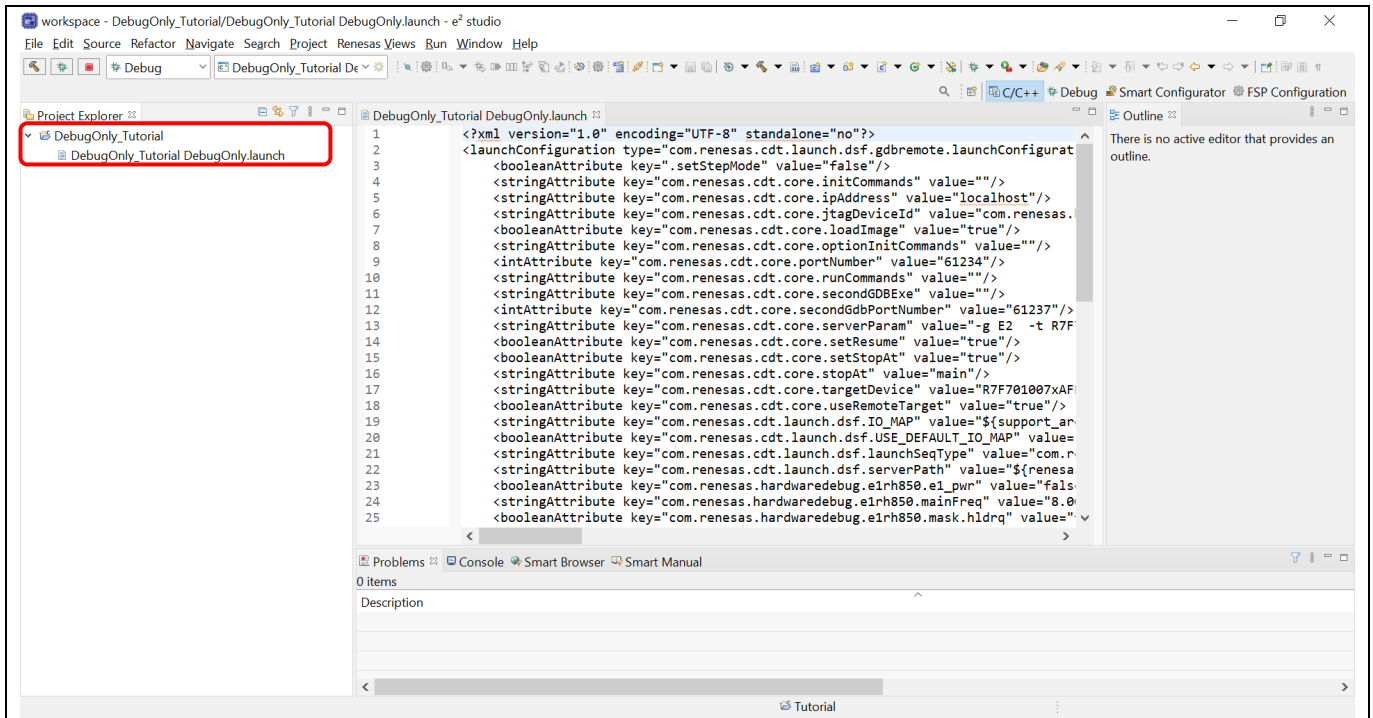 workspace - DebugOnly_Tutorial/DebugOnly_Tutorial DebugOnly.launch - e² studio
File Edit Source Refactor Navigate Search Project Renesas Views Run Window Help
Debug DebugOnly_Tutorial De
C/C++ Debug Smart Configurator FSP Configuration
Project Explorer
DebugOnly_Tutorial
DebugOnly_Tutorial DebugOnly.launch
DebugOnly_Tutorial DebugOnly.launch
1 <?xml version="1.0" encoding="UTF-8" standalone="no"?>
2 <launchConfiguration type="com.renesas.cdt.launch.dsf.gdbremote.launchConfigurat
3 <booleanAttribute key=".setStepMode" value="false"/>
4 <stringAttribute key="com.renesas.cdt.core.initCommands" value=""/>
5 <stringAttribute key="com.renesas.cdt.core.ipAddress" value="localhost"/>
6 <stringAttribute key="com.renesas.cdt.core.jtagDeviceId" value="com.renesas.
7 <booleanAttribute key="com.renesas.cdt.core.loadImage" value="true"/>
8 <stringAttribute key="com.renesas.cdt.core.optionInitCommands" value=""/>
9 <intAttribute key="com.renesas.cdt.core.portNumber" value="61234"/>
10 <stringAttribute key="com.renesas.cdt.core.runCommands" value=""/>
11 <stringAttribute key="com.renesas.cdt.core.secondGDBExe" value=""/>
12 <intAttribute key="com.renesas.cdt.core.secondGdbPortNumber" value="61237"/>
13 <stringAttribute key="com.renesas.cdt.core.serverParam" value="-g E2  -t R7F
14 <booleanAttribute key="com.renesas.cdt.core.setResume" value="true"/>
15 <booleanAttribute key="com.renesas.cdt.core.setStopAt" value="true"/>
16 <stringAttribute key="com.renesas.cdt.core.stopAt" value="main"/>
17 <stringAttribute key="com.renesas.cdt.core.targetDevice" value="R7F701007xAF
18 <booleanAttribute key="com.renesas.cdt.core.useRemoteTarget" value="true"/>
19 <stringAttribute key="com.renesas.cdt.launch.dsf.IO_MAP" value="${support_ar
20 <booleanAttribute key="com.renesas.cdt.launch.dsf.USE_DEFAULT_IO_MAP" value=
21 <stringAttribute key="com.renesas.cdt.launch.dsf.launchSeqType" value="com.r
22 <stringAttribute key="com.renesas.cdt.launch.dsf.serverPath" value="${renesa
23 <booleanAttribute key="com.renesas.hardwaredebug.e1rh850.e1_pwr" value="fals
24 <stringAttribute key="com.renesas.hardwaredebug.e1rh850.mainFreq" value="8.0
25 <booleanAttribute key="com.renesas.hardwaredebug.e1rh850.mask.hldrq" value="
Outline
There is no active editor that provides an
outline.
Problems Console Smart Browser Smart Manual
0 items
Description
Tutorial